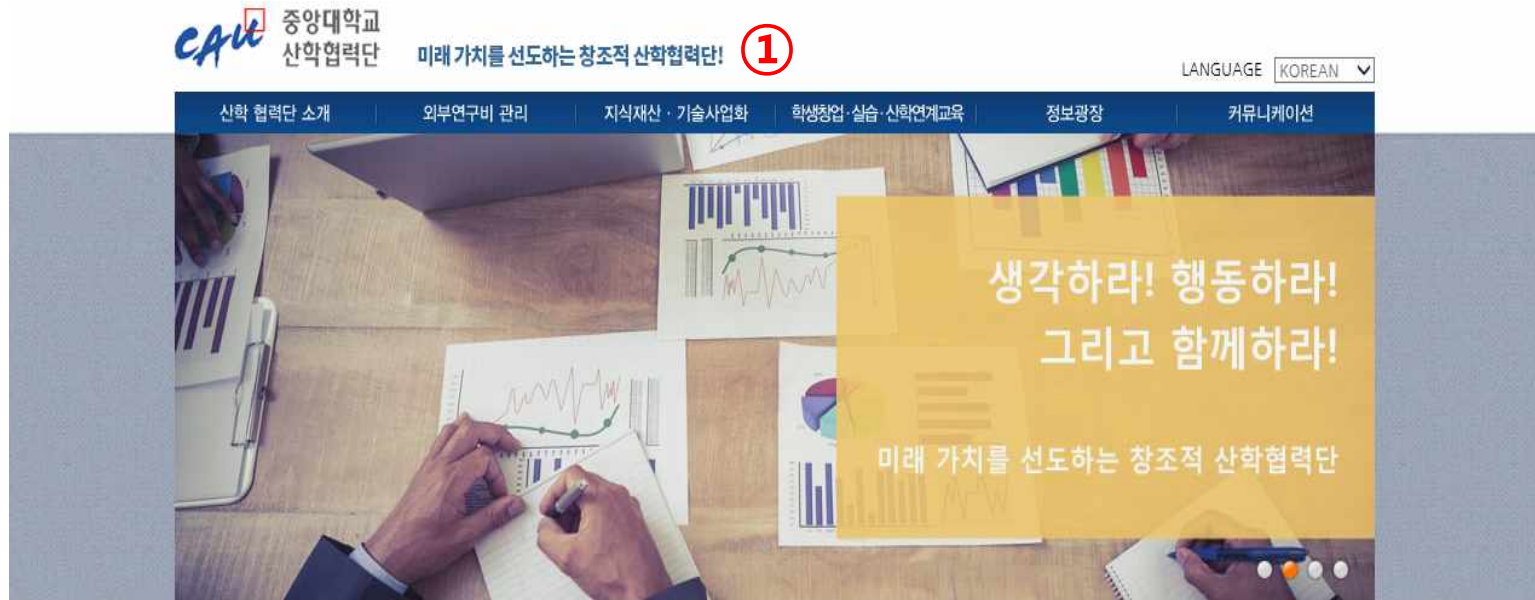 CAU 중앙대학교
산학협력단
미래 가치를 선도하는 창조적 산학협력단!
①
LANGUAGE KOREAN
산학 협력단 소개 외부연구비 관리 지식재산 · 기술사업화 학생창업·실습·산학연계교육 정보광장 커뮤니케이션
생각하라! 행동하라!
그리고 함께하라!
미래 가치를 선도하는 창조적 산학협력단